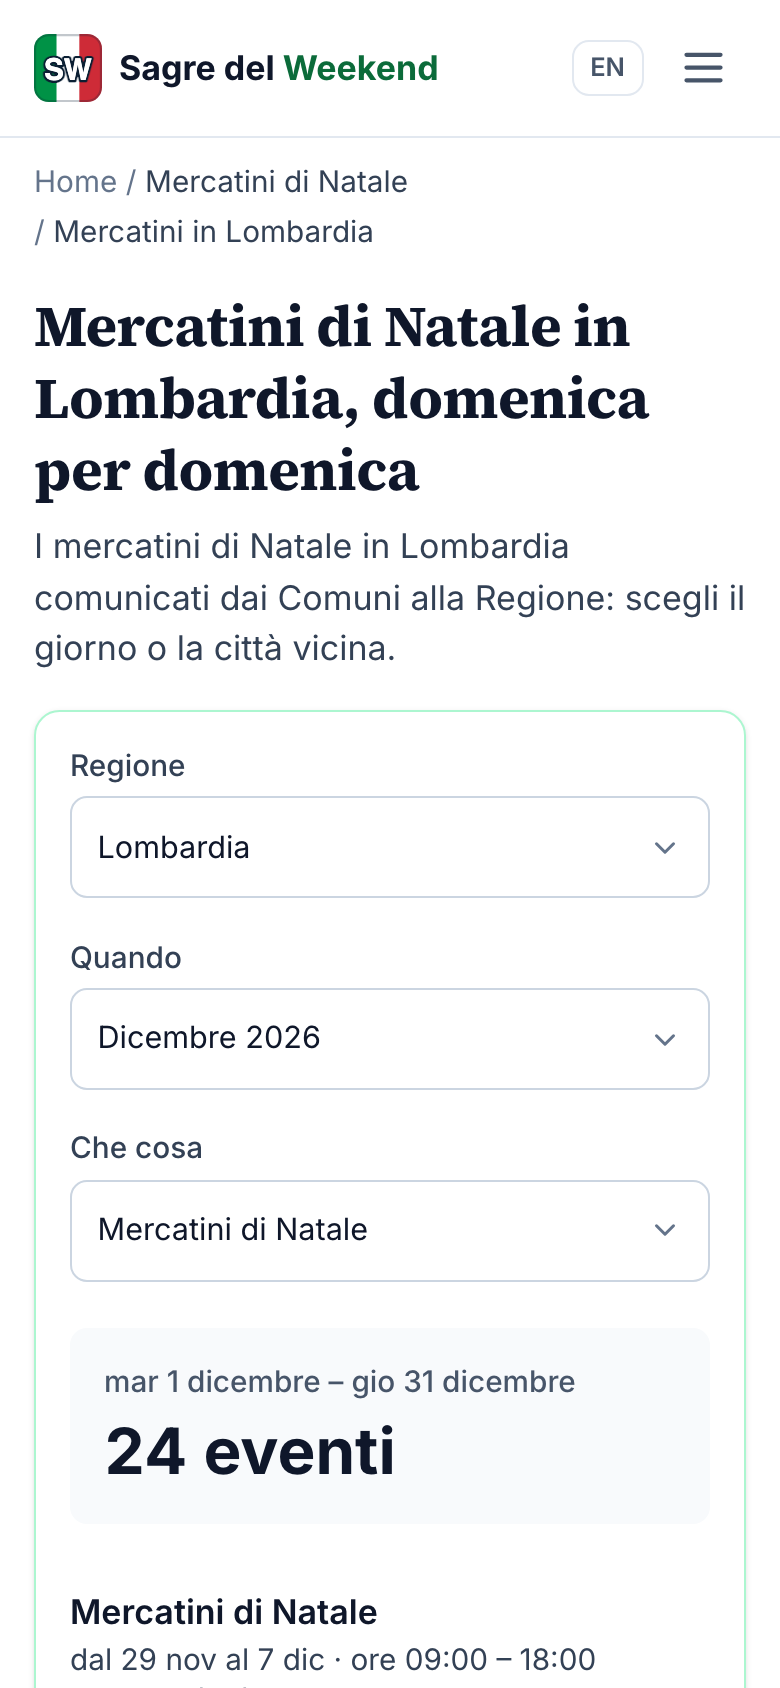 SW Sagre del Weekend EN
Home / Mercatini di Natale
/ Mercatini in Lombardia
Mercatini di Natale in
Lombardia, domenica
per domenica
I mercatini di Natale in Lombardia
comunicati dai Comuni alla Regione: scegli il
giorno o la città vicina.
Regione
Lombardia
Quando
Dicembre 2026
Che cosa
Mercatini di Natale
mar 1 dicembre – gio 31 dicembre
24 eventi
Mercatini di Natale
dal 29 nov al 7 dic · ore 09:00 – 18:00